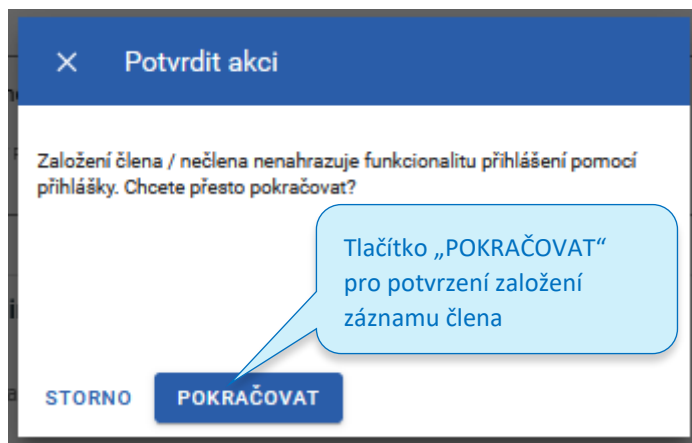 Potvrdit akci
Založení člena / nečlena nenahrazuje funkcionalitu přihlášení pomocí
přihlášky. Chcete přesto pokračovat?
Tlačítko „POKRAČOVAT“
pro potvrzení založení
záznamu člena
STORNO POKRAČOVAT